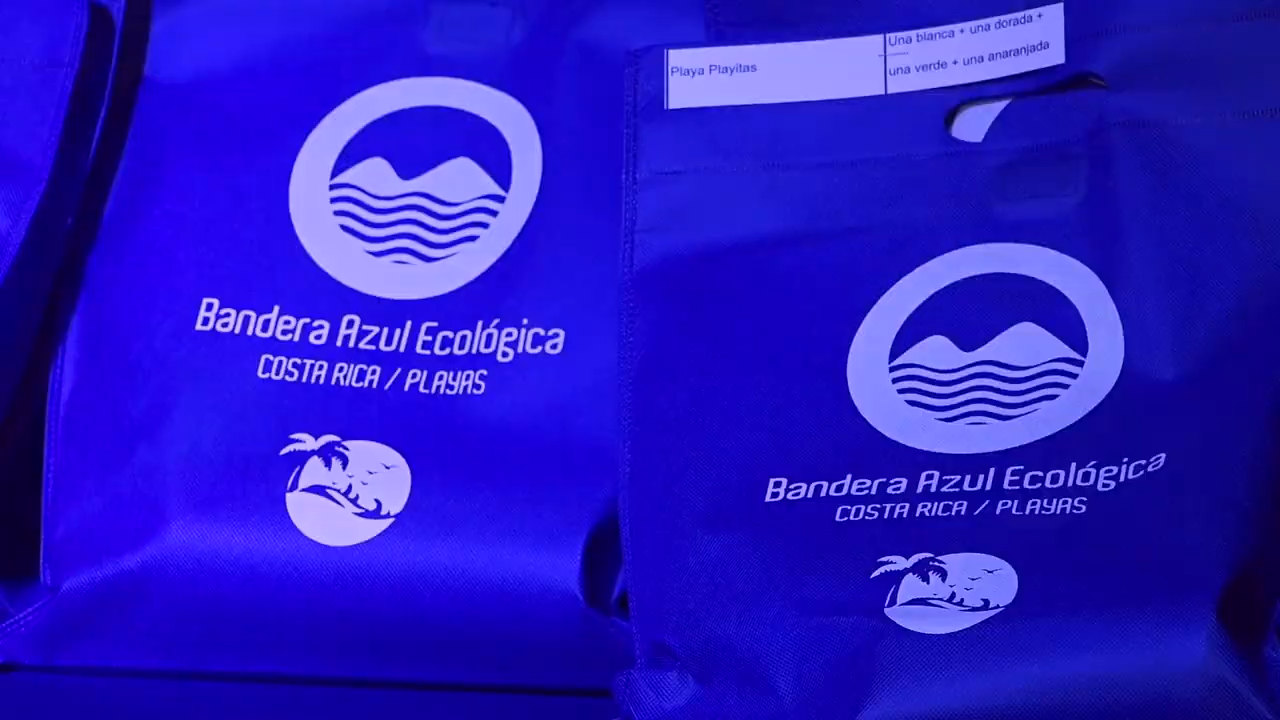 Bandera Azul Ecológica
COSTA RICA / PLAYAS
Playa Playitas
Una blanca + una dorada +
una verde + una anaranjada
Bandera Azul Ecológica
COSTA RICA / PLAYAS